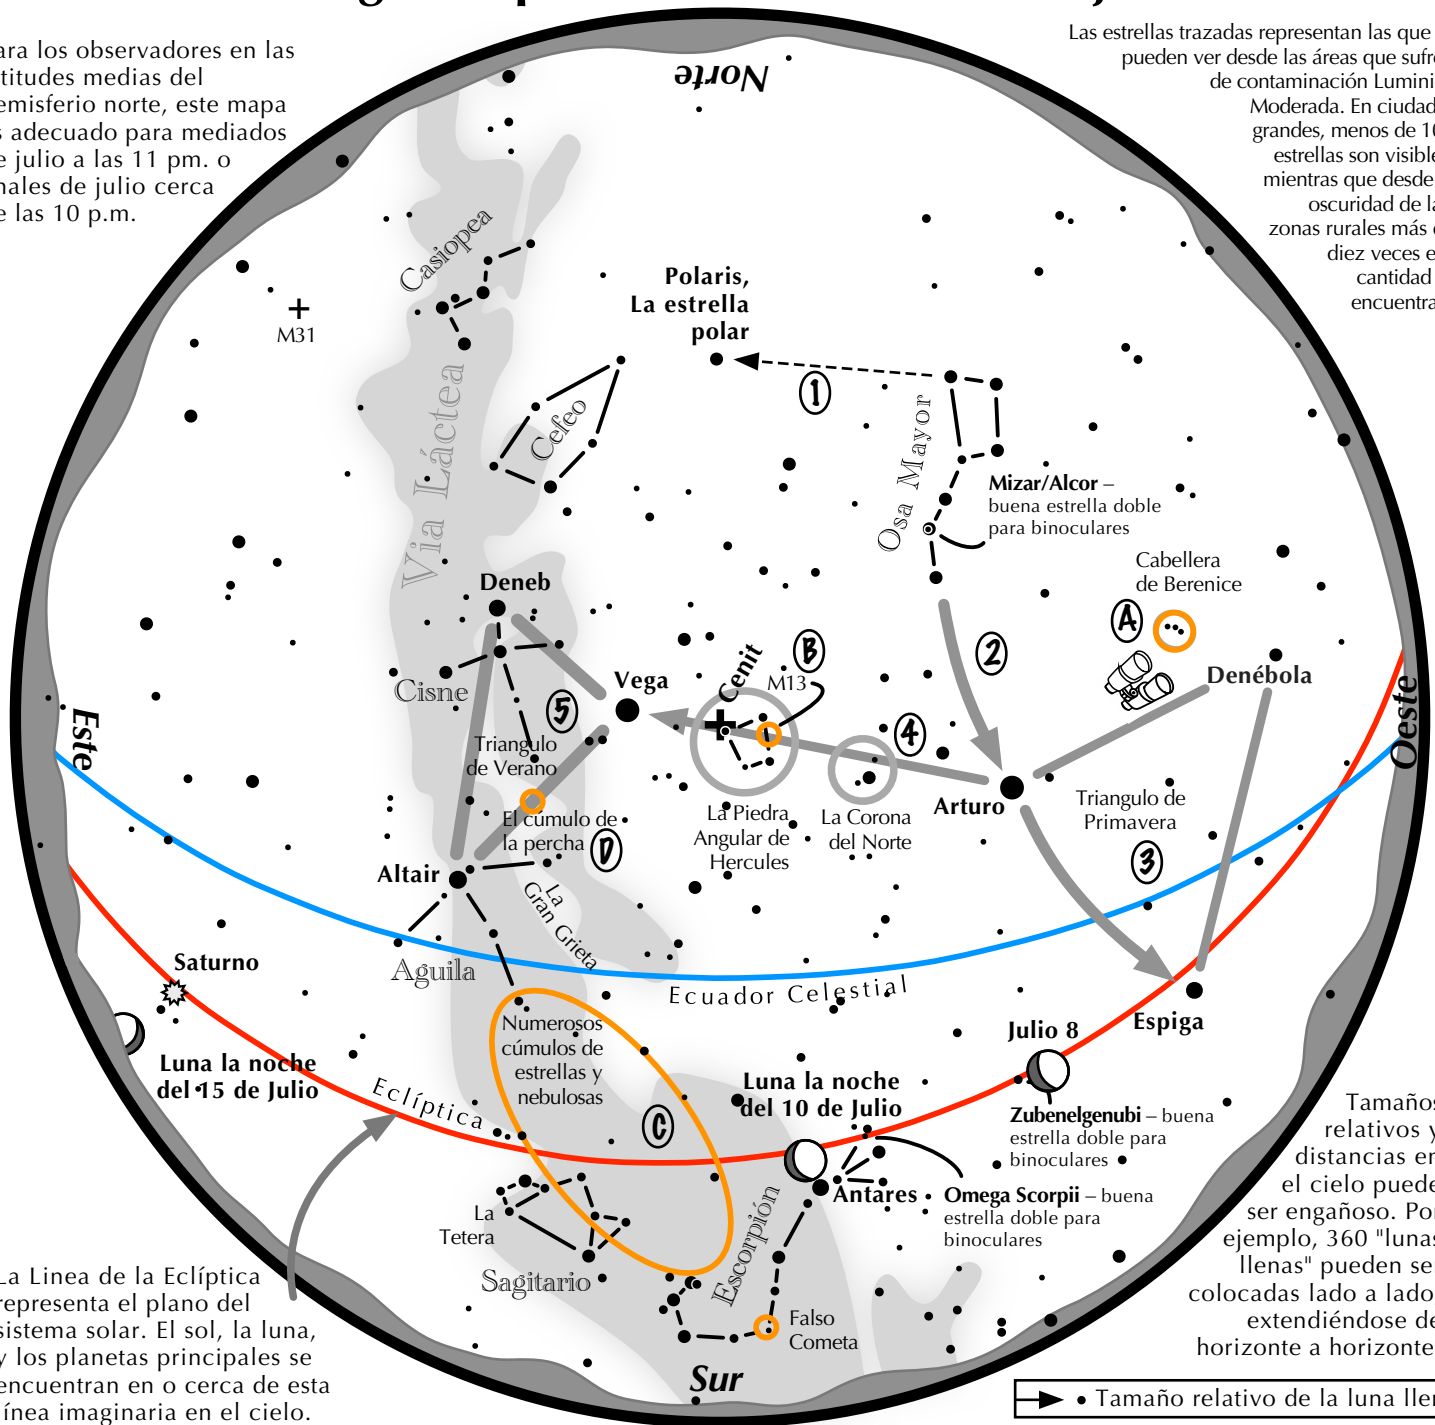 ara los observadores en las
titudes medias del
emisferio norte, este mapa
s adecuado para mediados
e julio a las 11 pm. o
nales de julio cerca
e las 10 p.m.
Las estrellas trazadas representan las que
pueden ver desde las áreas que sufre
de contaminación Lumini
Moderada. En ciudad
grandes, menos de 10
estrellas son visible
mientras que desde
oscuridad de la
zonas rurales más
diez veces e
cantidad
encuentra
Norte
Casiopea
M31
Polaris,
La estrella
polar
1
Vía Láctea
Cefeo
Osa Mayor
Mizar/Alcor –
buena estrella doble
para binoculares
Cabellera
de Berenice
A
Deneb
Cisne
Vega
Cenit
B
M13
2
Denébola
Este
Oeste
5
4
Triangulo
de Verano
El cúmulo de
la percha
D
La Piedra
Angular de
Hercules
La Corona
del Norte
Arturo
Triangulo de
Primavera
3
Altair
La
Gran Grieta
Aguila
Saturno
Ecuador Celestial
Espiga
Luna la noche
del 15 de Julio
Eclíptica
Numerosos
cúmulos de
estrellas y
nebulosas
C
Luna la noche
del 10 de Julio
Julio 8
Zubenelgenubi – buena
estrella doble para
binoculares
Antares
Omega Scorpii – buena
estrella doble para
binoculares
La
Tetera
Sagitario
Escorpión
Falso
Cometa
Sur
La Linea de la Eclíptica
representa el plano del
sistema solar. El sol, la luna,
y los planetas principales se
encuentran en o cerca de esta
línea imaginaria en el cielo.
Tamaños
relativos y
distancias en
el cielo puede
ser engañoso. Por
ejemplo, 360 "lunas
llenas" pueden ser
colocadas lado a lado
extendiéndose de
horizonte a horizonte
Tamaño relativo de la luna ller